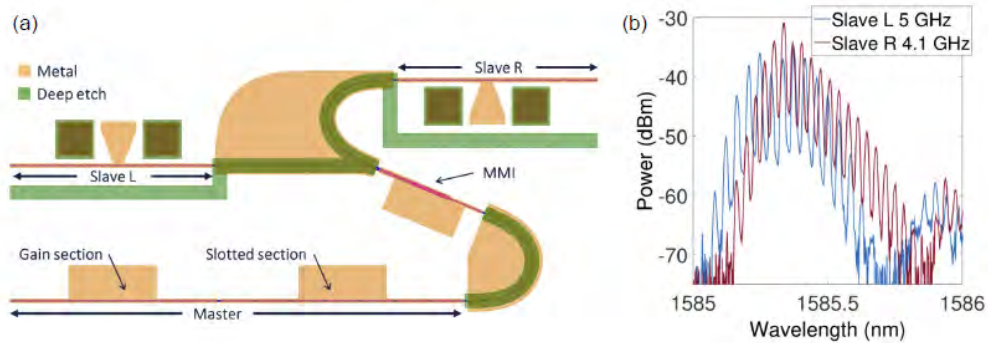 (a)
Metal
Deep etch
Slave R
Slave L
MMI
Gain section
Slotted section
Master
(b)
Slave L 5 GHz
Slave R 4.1 GHz
Power (dBm)
-30
-40
-50
-60
-70
1585
1585.5
1586
Wavelength (nm)